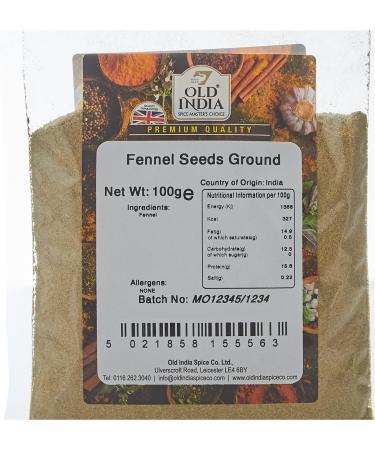 OLD
INDIA
SPICE MASTER'S CHOICE
PREMIUM QUALITY
Fennel Seeds Ground
Net Wt: 100g℮
Country of Origin: India
Ingredients:
Fennel
Nutritional Information per 100g
Energy (Kj) 1366
Kcal 327
Fat(g) 14.9
of which saturates(g) 0.5
Carbohydrate(g) 12.5
of which sugar(g) 0
Protein(g) 15.8
Salt(g) 0.22
Allergens:
NONE
Batch No: MO12345/1234
5 021858 155563
Old India Spice Co. Ltd.,
Ulverscroft Road, Leicester LE4 6BY
Tel: 0116 262 3040 | info@oldindiaspiceco.com | www.oldindiaspiceco.com